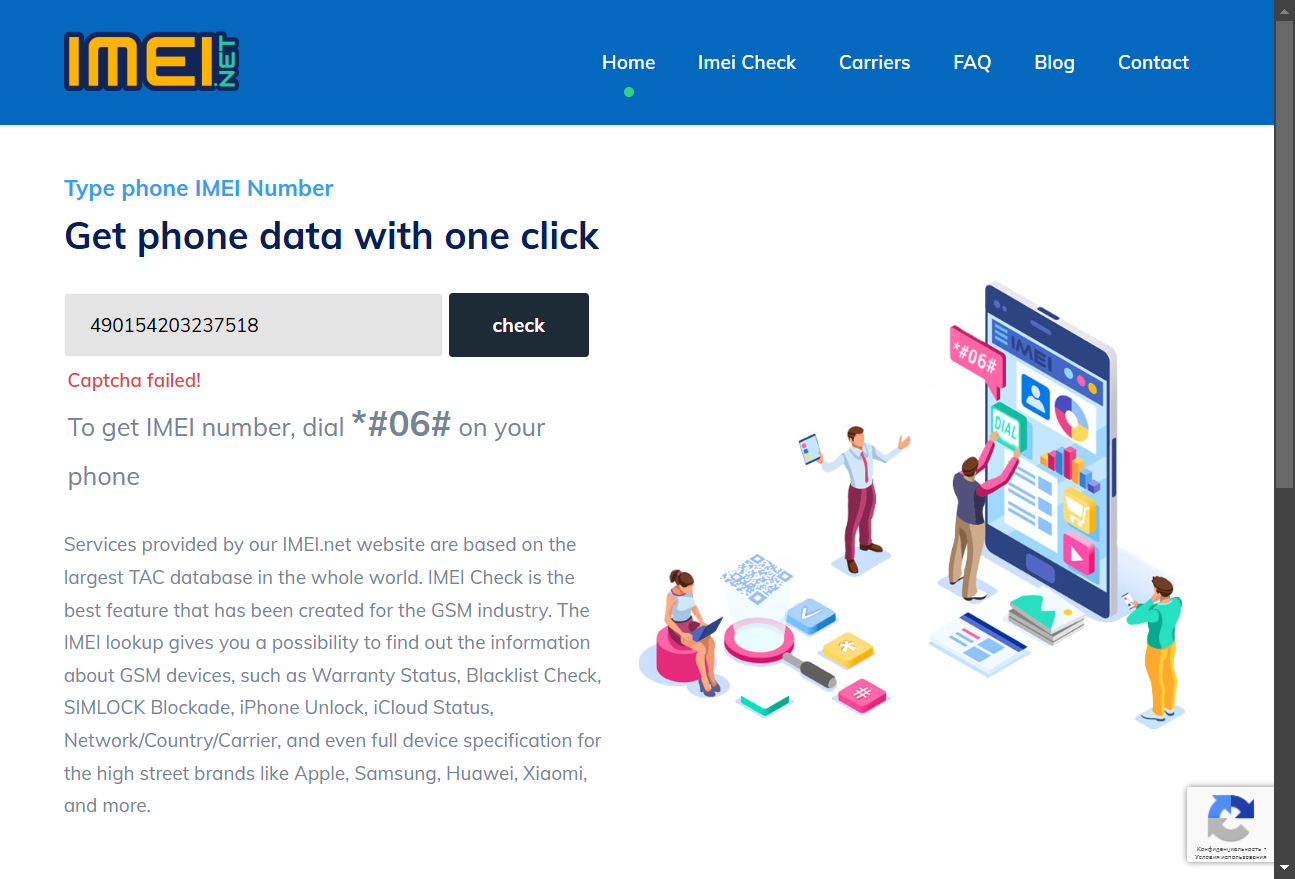 IMEI.NET
Home
Imei Check
Carriers
FAQ
Blog
Contact
Type phone IMEI Number
Get phone data with one click
490154203237518
check
Captcha failed!
To get IMEI number, dial *#06# on your
phone
Services provided by our IMEI.net website are based on the
largest TAC database in the whole world. IMEI Check is the
best feature that has been created for the GSM industry. The
IMEI lookup gives you a possibility to find out the information
about GSM devices, such as Warranty Status, Blacklist Check,
SIMLOCK Blockade, iPhone Unlock, iCloud Status,
Network/Country/Carrier, and even full device specification for
the high street brands like Apple, Samsung, Huawei, Xiaomi,
and more.
IMEI
*#06#
DIAL
*
#
Конфиденциальность -
Условия использования